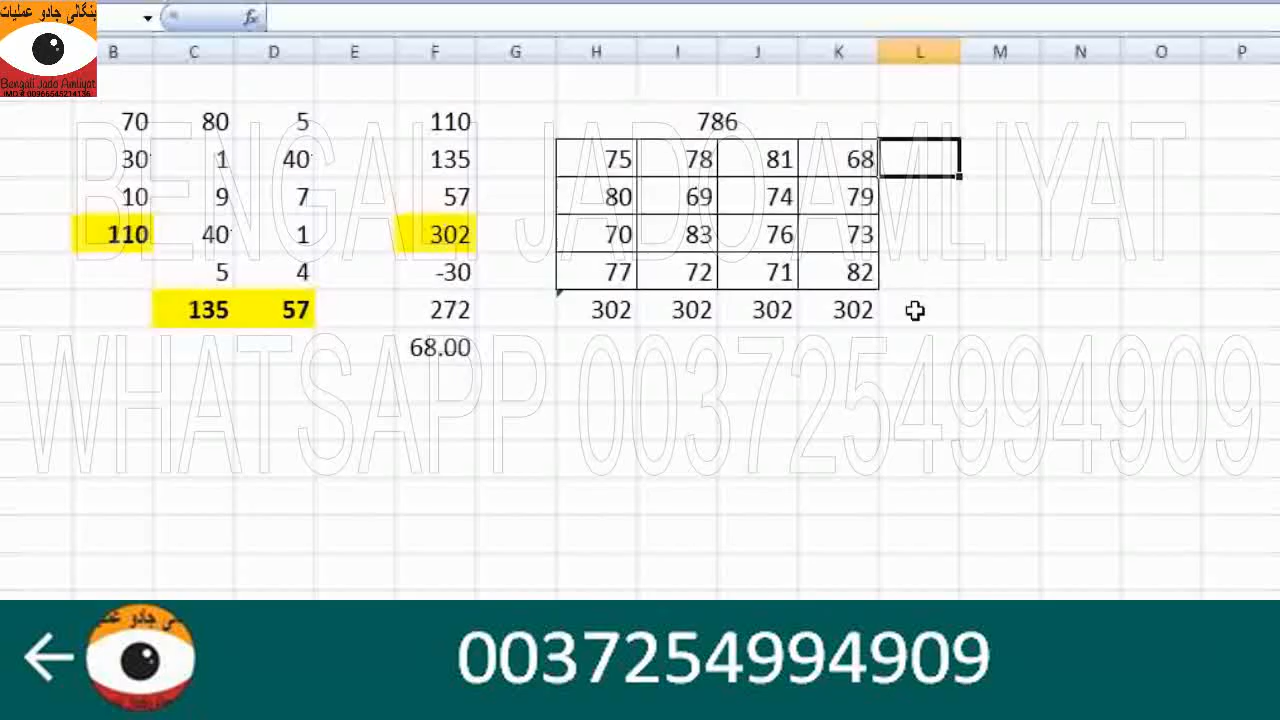 بنگالی جادو عملیات
Bengali Jado Amliyat
IMO # 00966545214136
fx
B C D E F G H I J K L M N O P
70 80 5 110 786
30 1 40 135 75 78 81 68
10 9 7 57 80 69 74 79
110 40 1 302 70 83 76 73
5 4 -30 77 72 71 82
135 57 272 302 302 302 302
68.00
BENGALI JADO AMLIYAT
WHATSAPP 0037254994909
0037254994909